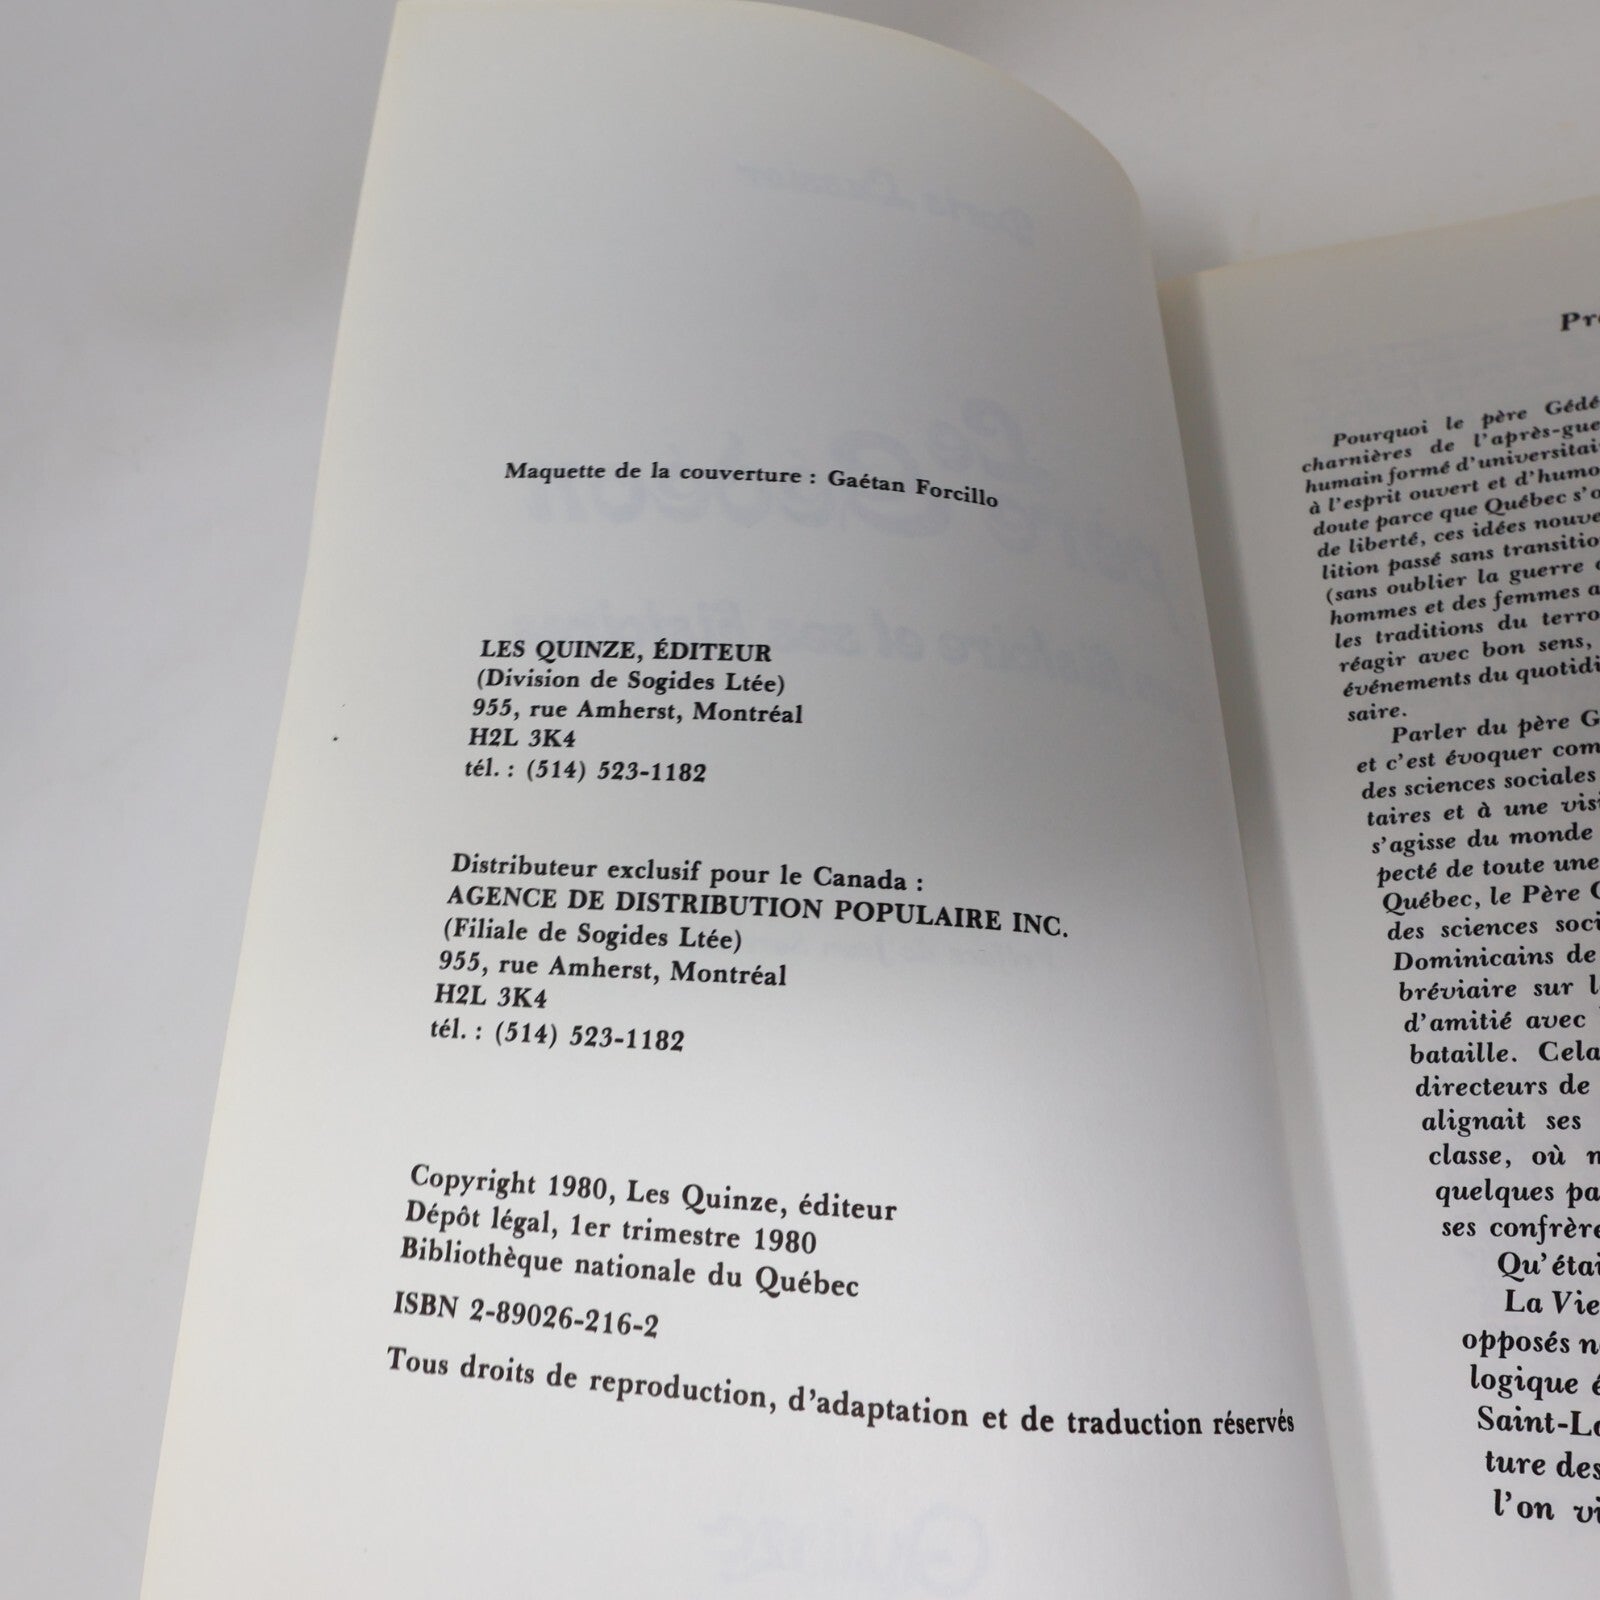 Maquette de la couverture : Gaétan Forcillo
LES QUINZE, ÉDITEUR
(Division de Sogides Ltée)
955, rue Amherst, Montréal
H2L 3K4
tél. : (514) 523-1182
Distributeur exclusif pour le Canada :
AGENCE DE DISTRIBUTION POPULAIRE INC.
(Filiale de Sogides Ltée)
955, rue Amherst, Montréal
H2L 3K4
tél. : (514) 523-1182
Copyright 1980, Les Quinze, éditeur
Dépôt légal, 1er trimestre 1980
Bibliothèque nationale du Québec
ISBN 2-89026-216-2
Tous droits de reproduction, d'adaptation et de traduction réservés
Pourquoi le père
charnières de l'après-gue
humain formé d'universitai
à l'esprit ouvert et d'humo
doute parce que Québec s'o
de liberté, ces idées nouve
lition passé sans transitio
(sans oublier la guerre
hommes et des femmes a
les traditions du terro
réagir avec bon sens,
événements du quotidi
saire.
Parler du père G
et c'est évoquer com
des sciences sociales
taires et à une visi
s'agisse du monde
pecté de toute une
Québec, le Père
des sciences soci
Dominicains de
bréviaire sur l
d'amitié avec
bataille. Cela
directeurs de
alignait ses
classe, où n
quelques pa
ses confrère
Qu'étai
La Vie
opposés n
logique é
Saint-Lo
ture des
l'on vi